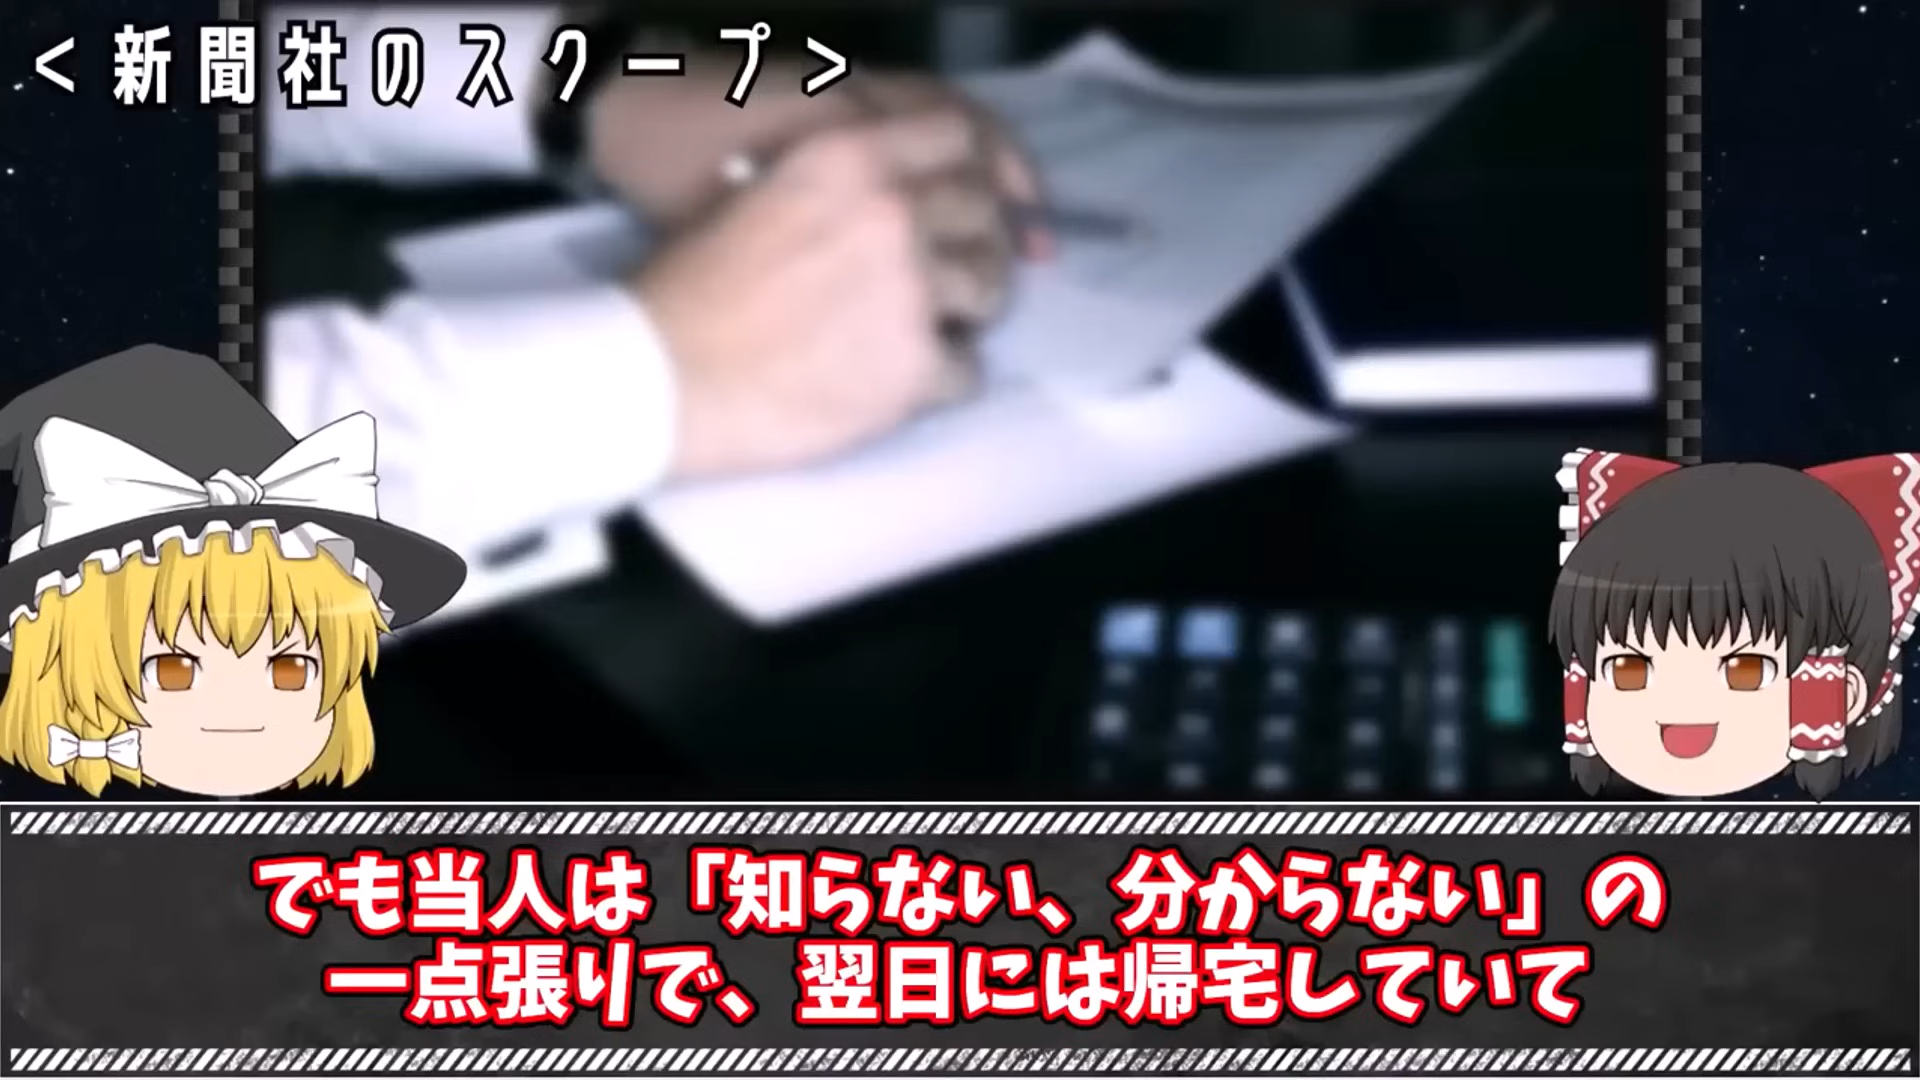 <新聞社のスクープ>
でも当人は「知らない、分からない」の
一点張りで、翌日には帰宅していて